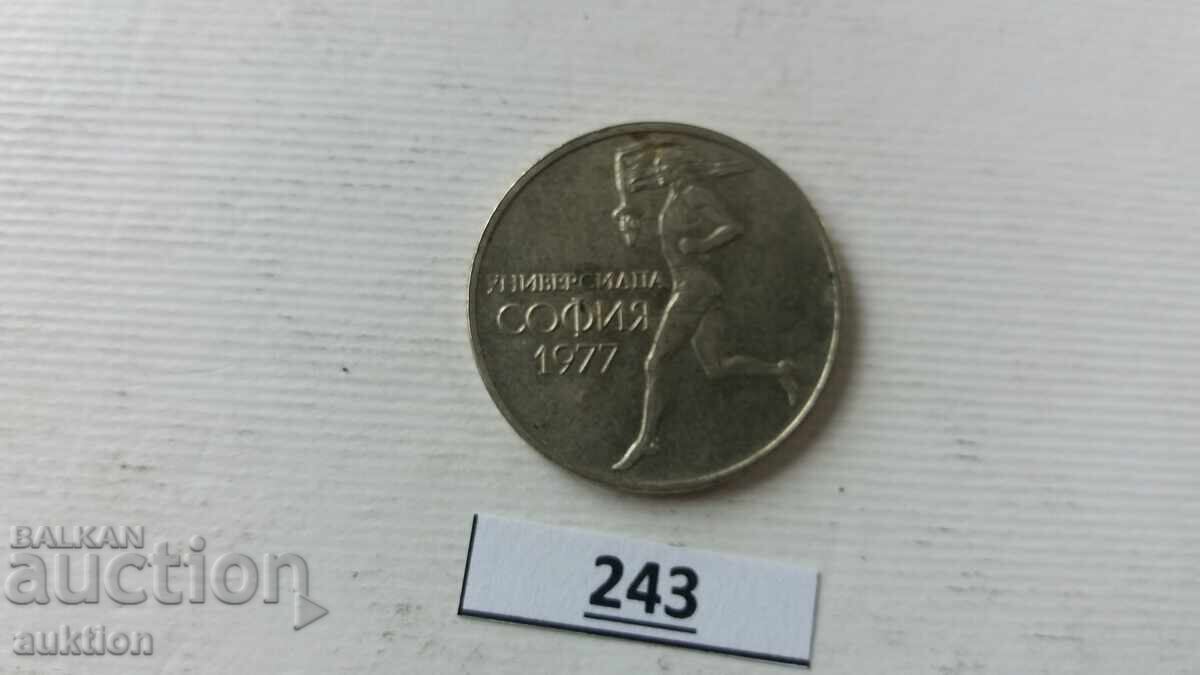 УНИВЕРСИАДА
СОФИЯ
1977
243
BALKAN
auction
auktion